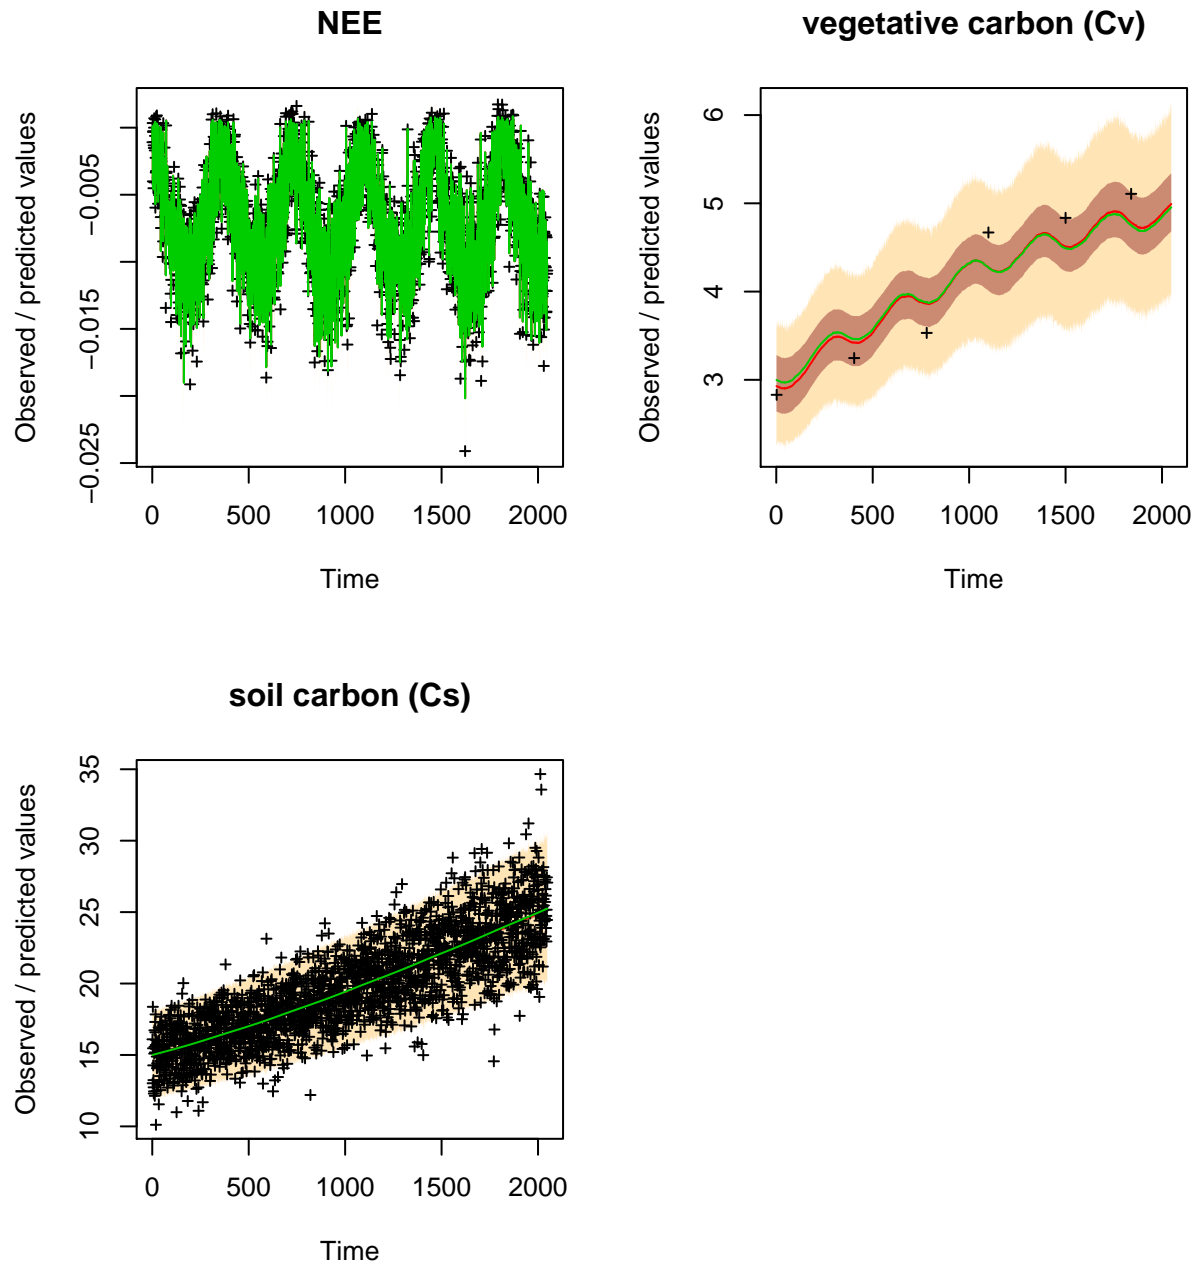 NEE
Observed / predicted values
−0.005
−0.015
−0.025
0 500 1000 1500 2000
Time
vegetative carbon (Cv)
Observed / predicted values
6
5
4
3
0 500 1000 1500 2000
Time
soil carbon (Cs)
Observed / predicted values
35
30
25
20
15
10
0 500 1000 1500 2000
Time